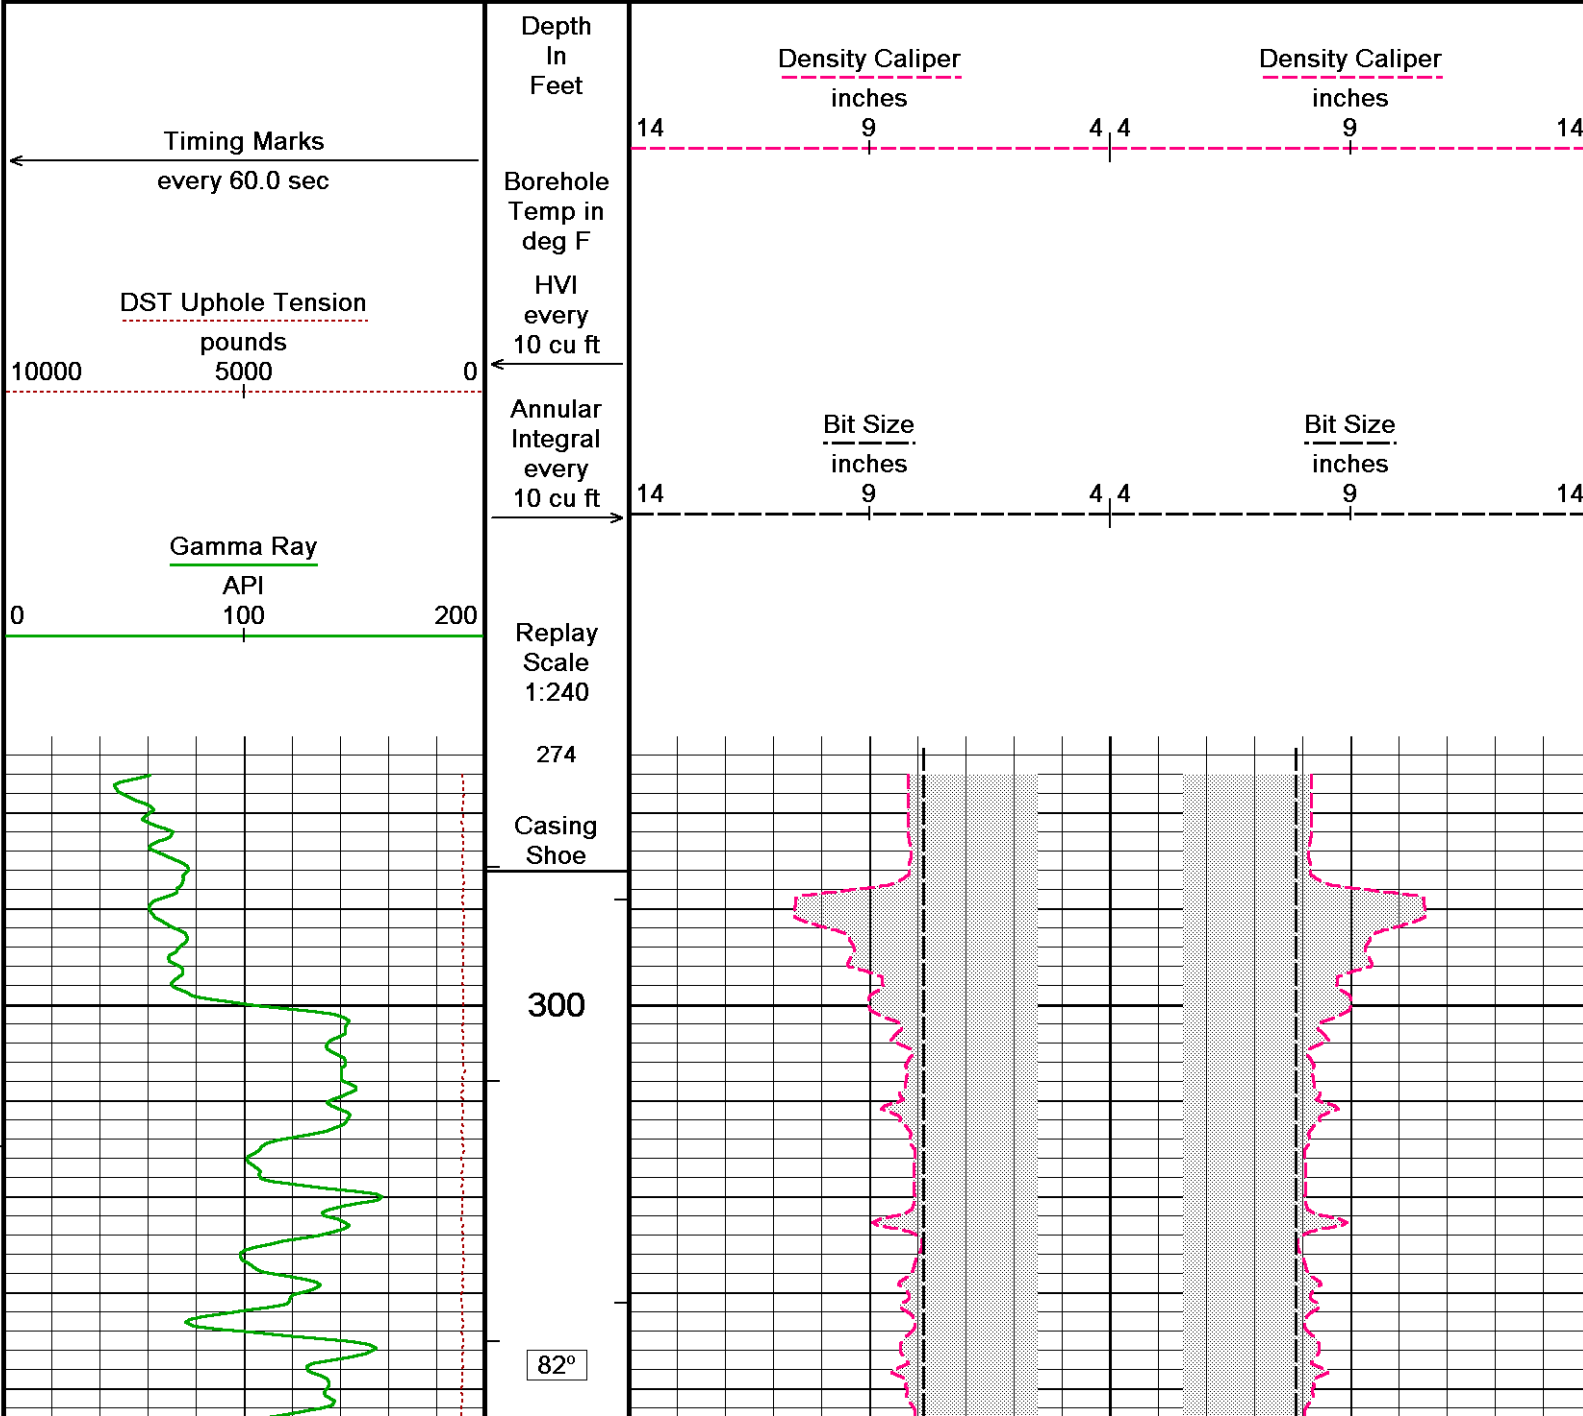 Timing Marks
every 60.0 sec
DST Uphole Tension
pounds
10000 5000 0
Gamma Ray
API
0 100 200
Depth
In
Feet
Borehole
Temp in
deg F
HVI
every
10 cu ft
Annular
Integral
every
10 cu ft
Replay
Scale
1:240
274
Casing
Shoe
300
82º
Density Caliper Density Caliper
inches inches
14 9 4 4 9 14
Bit Size Bit Size
inches inches
14 9 4 4 9 14